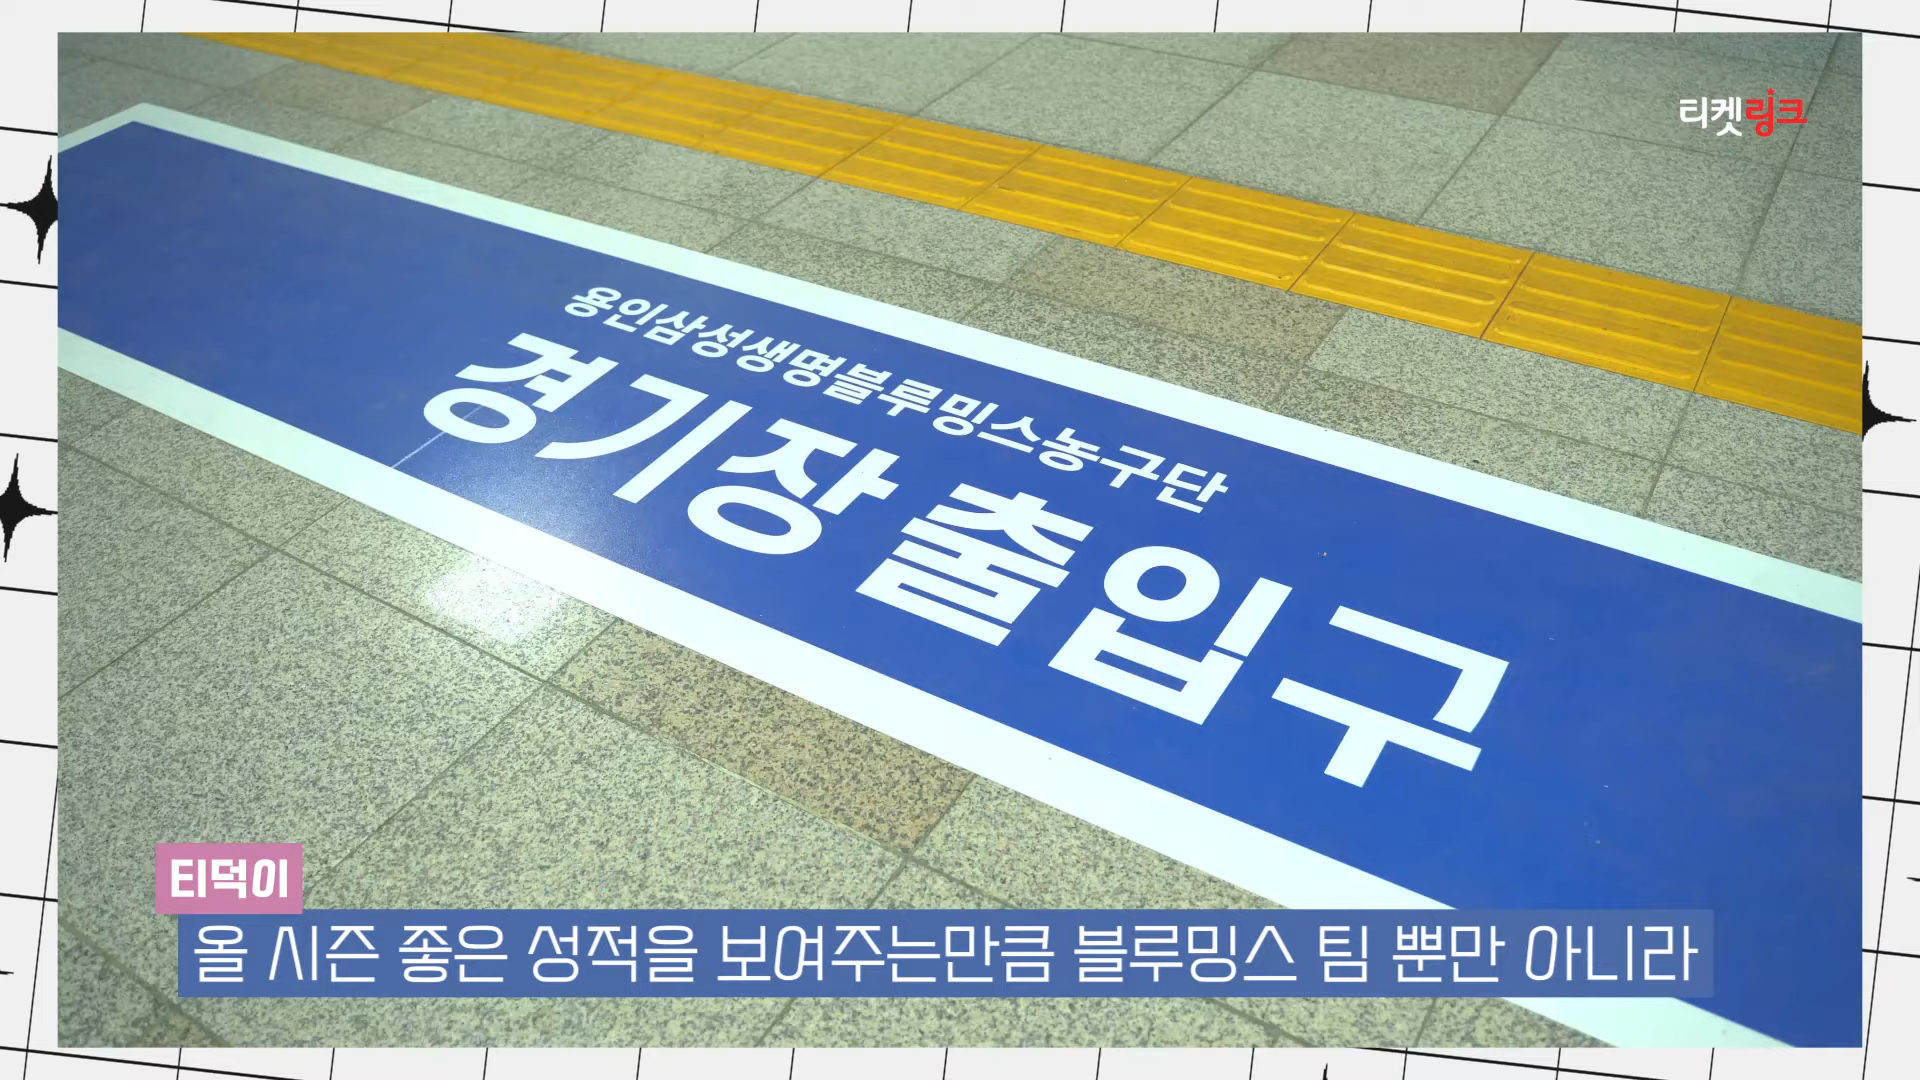 티켓링크
용인삼성생명블루밍스농구단
경기장 출입구
티덕이
올 시즌 좋은 성적을 보여주는만큼 블루밍스 팀 뿐만 아니라